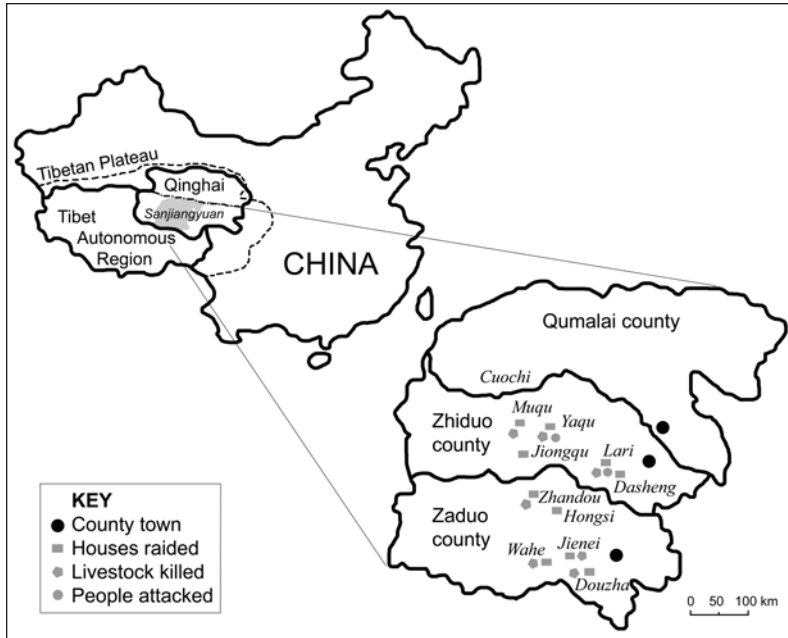 Tibetan Plateau
Qinghai
Sanjiangyuan
Tibet
Autonomous
Region
CHINA
Qumalai county
Cuochi
Muqu
Yaqu
Zhiduo
county
Jiongqu
Lari
Dasheng
Zhandou
Hongsi
Zaduo
county
Wahe
Jienei
Douzha
KEY
County town
Houses raided
Livestock killed
People attacked
0 50 100 km